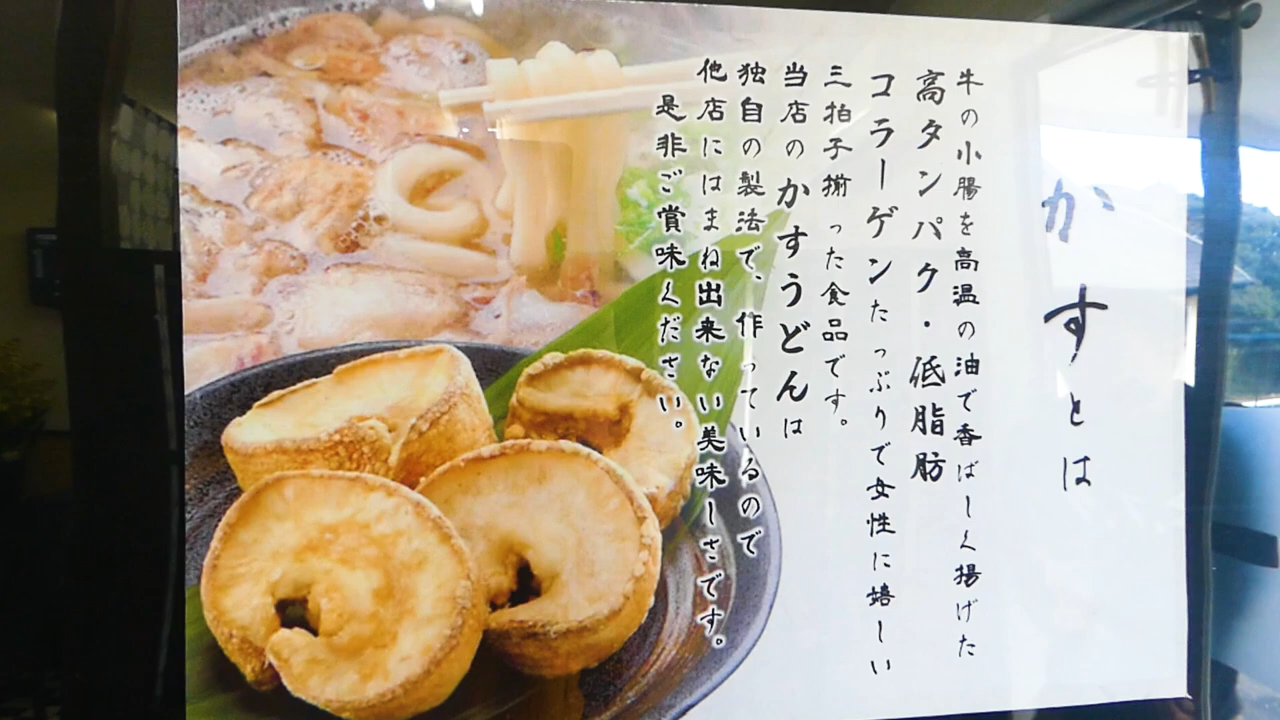 かすとは
牛の小腸を高温の油で香ばしく揚げた
高タンパク・低脂肪
コラーゲンたっぷりで女性に嬉しい
三拍子揃った食品です。
当店のかすうどんは
独自の製法で、作っているので
他店にはまね出来ない美味しさです。
是非ご賞味ください。